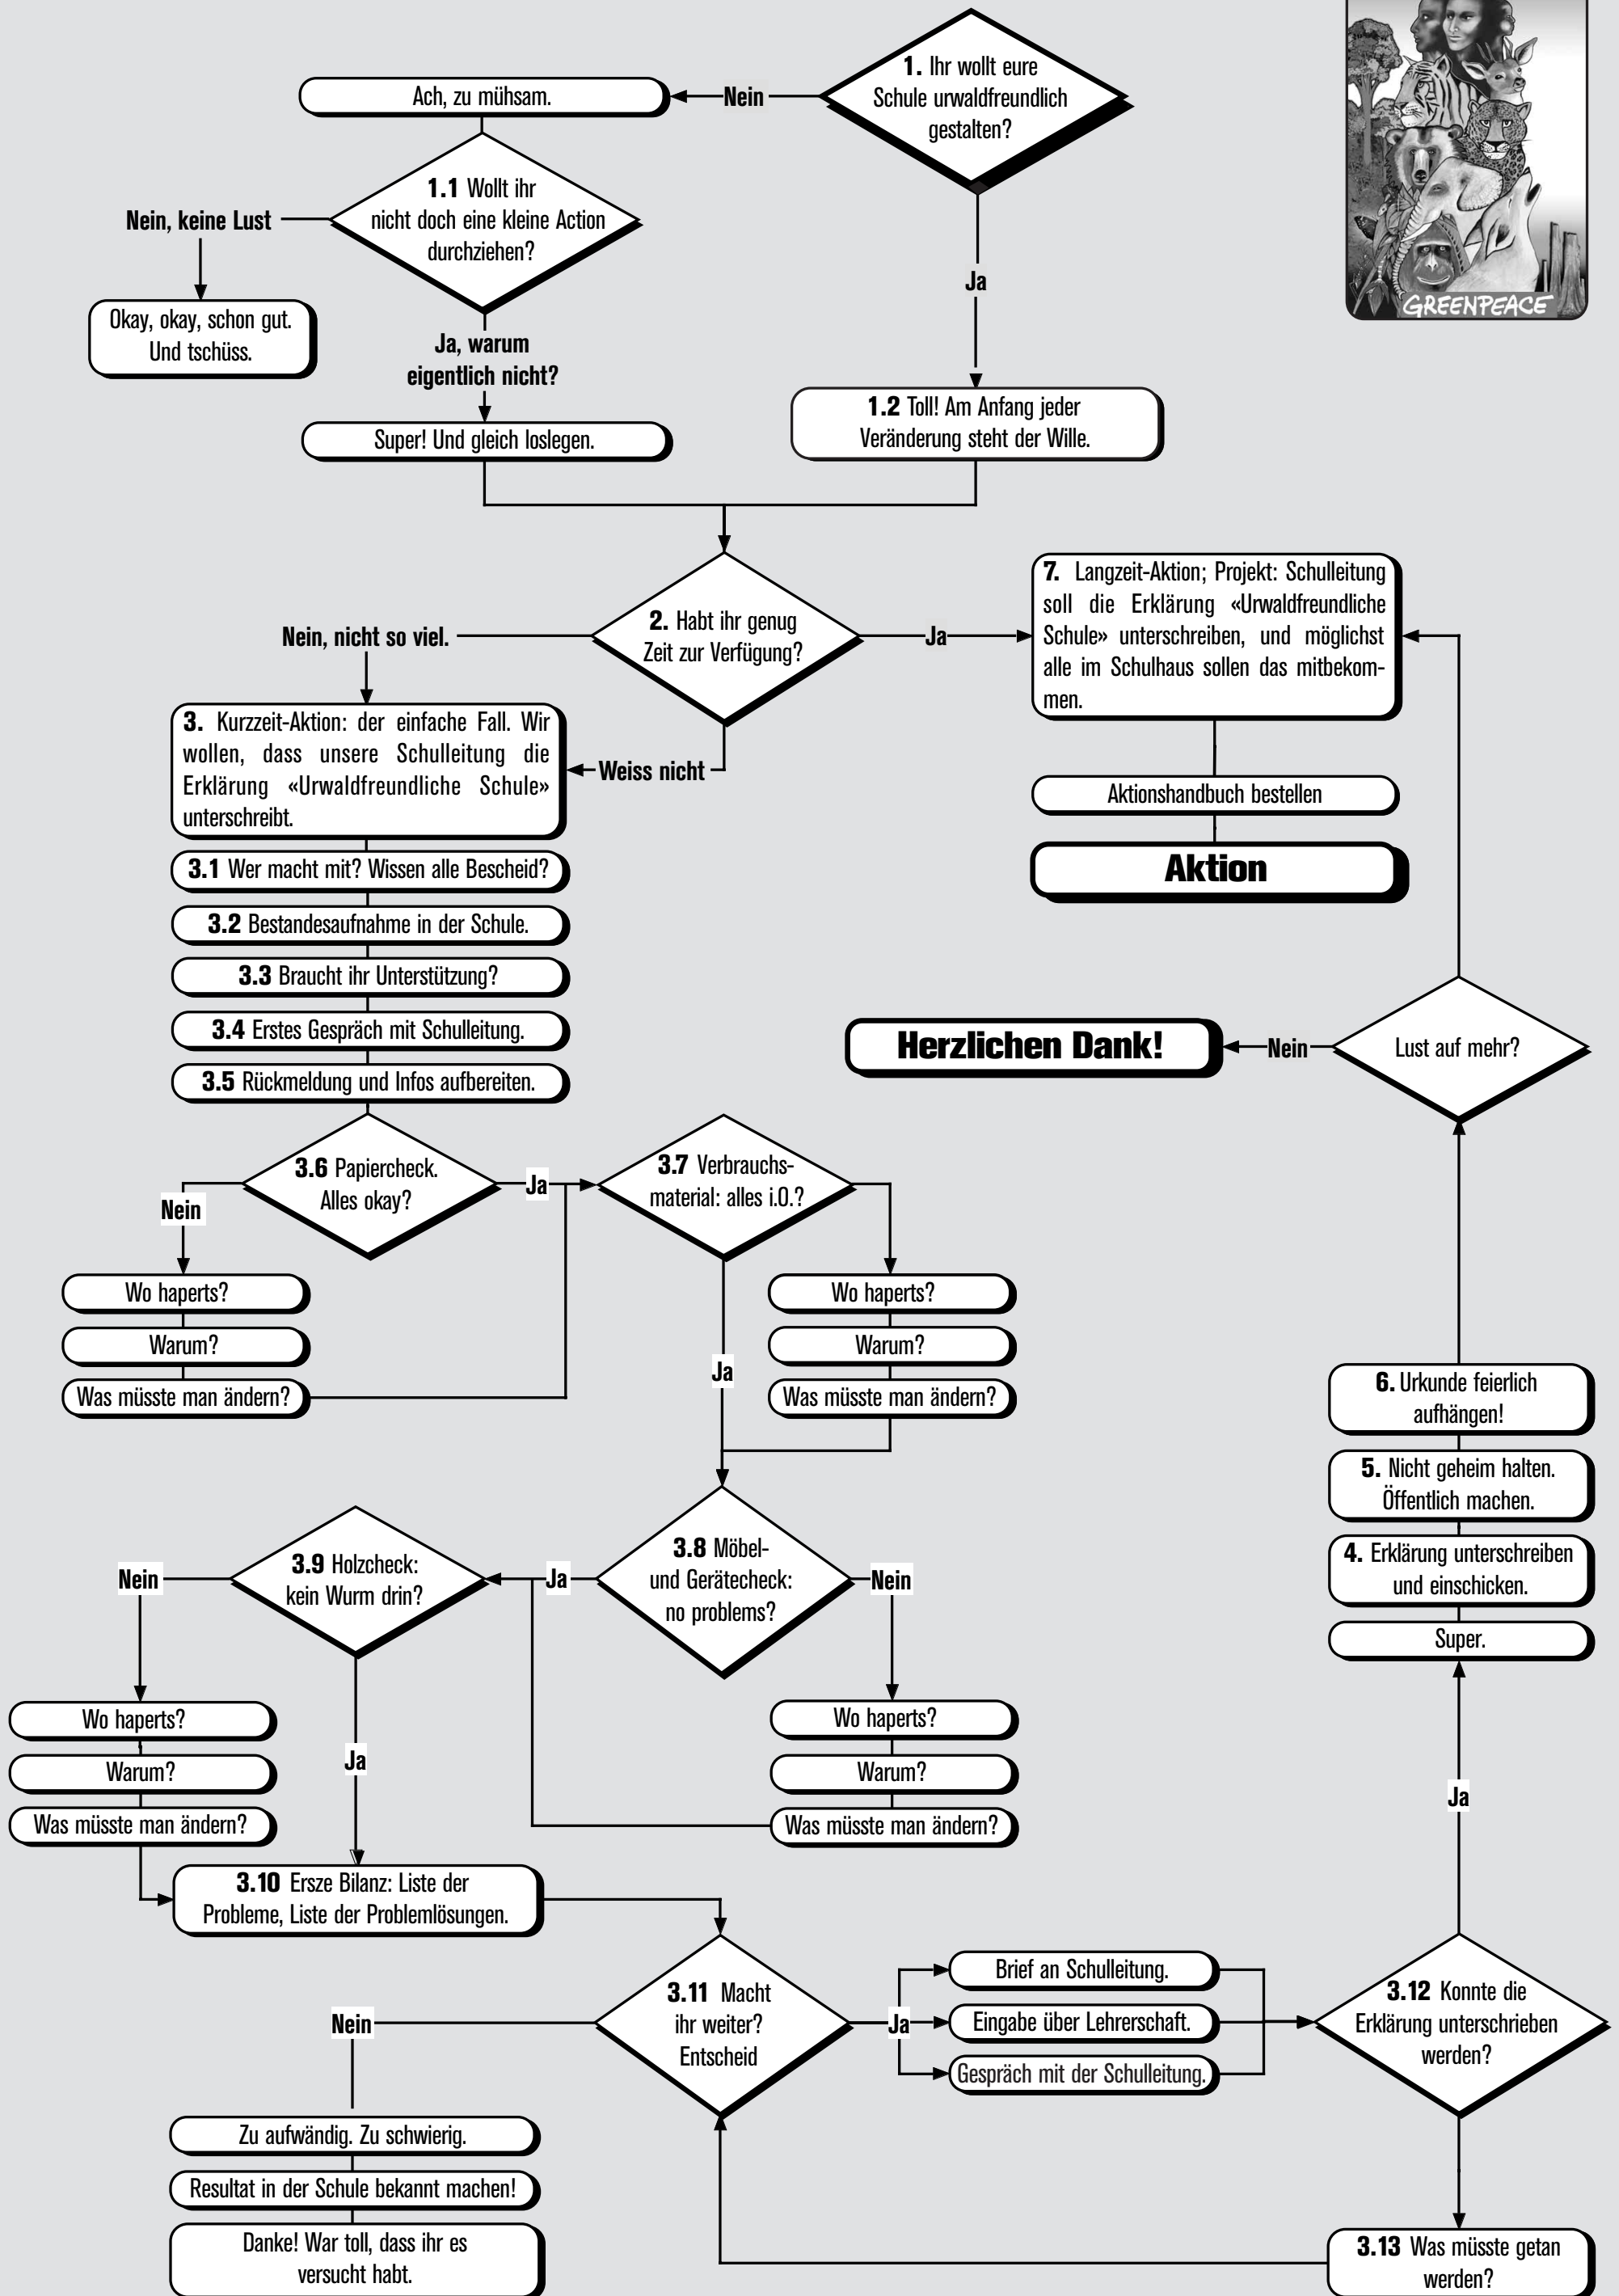 1. Ihr wollt eure
Schule urwaldfreundlich
gestalten?
Nein
Ach, zu mühsam.
1.1 Wollt ihr
nicht doch eine kleine Action
durchziehen?
Nein, keine Lust
Okay, okay, schon gut.
Und tschüss.
Ja, warum
eigentlich nicht?
Super! Und gleich loslegen.
Ja
1.2 Toll! Am Anfang jeder
Veränderung steht der Wille.
GREENPEACE
2. Habt ihr genug
Zeit zur Verfügung?
Nein, nicht so viel.
Ja
Weiss nicht
7. Langzeit-Aktion; Projekt: Schulleitung
soll die Erklärung «Urwaldfreundliche
Schule» unterschreiben, und möglichst
alle im Schulhaus sollen das mitbekom-
men.
Aktionshandbuch bestellen
Aktion
3. Kurzzeit-Aktion: der einfache Fall. Wir
wollen, dass unsere Schulleitung die
Erklärung «Urwaldfreundliche Schule»
unterschreibt.
3.1 Wer macht mit? Wissen alle Bescheid?
3.2 Bestandesaufnahme in der Schule.
3.3 Braucht ihr Unterstützung?
3.4 Erstes Gespräch mit Schulleitung.
3.5 Rückmeldung und Infos aufbereiten.
Herzlichen Dank!
Nein
Lust auf mehr?
3.6 Papiercheck.
Alles okay?
Nein
Ja
Wo haperts?
Warum?
Was müsste man ändern?
3.7 Verbrauchs-
material: alles i.O.?
Ja
Wo haperts?
Warum?
Was müsste man ändern?
3.8 Möbel-
und Gerätecheck:
no problems?
Ja
Nein
Wo haperts?
Warum?
Was müsste man ändern?
3.9 Holzcheck:
kein Wurm drin?
Nein
Ja
Wo haperts?
Warum?
Was müsste man ändern?
3.10 Ersze Bilanz: Liste der
Probleme, Liste der Problemlösungen.
6. Urkunde feierlich
aufhängen!
5. Nicht geheim halten.
Öffentlich machen.
4. Erklärung unterschreiben
und einschicken.
Super.
Ja
3.11 Macht
ihr weiter?
Entscheid
Nein
Ja
Brief an Schulleitung.
Eingabe über Lehrerschaft.
Gespräch mit der Schulleitung.
3.12 Konnte die
Erklärung unterschrieben
werden?
Zu aufwändig. Zu schwierig.
Resultat in der Schule bekannt machen!
Danke! War toll, dass ihr es
versucht habt.
3.13 Was müsste getan
werden?